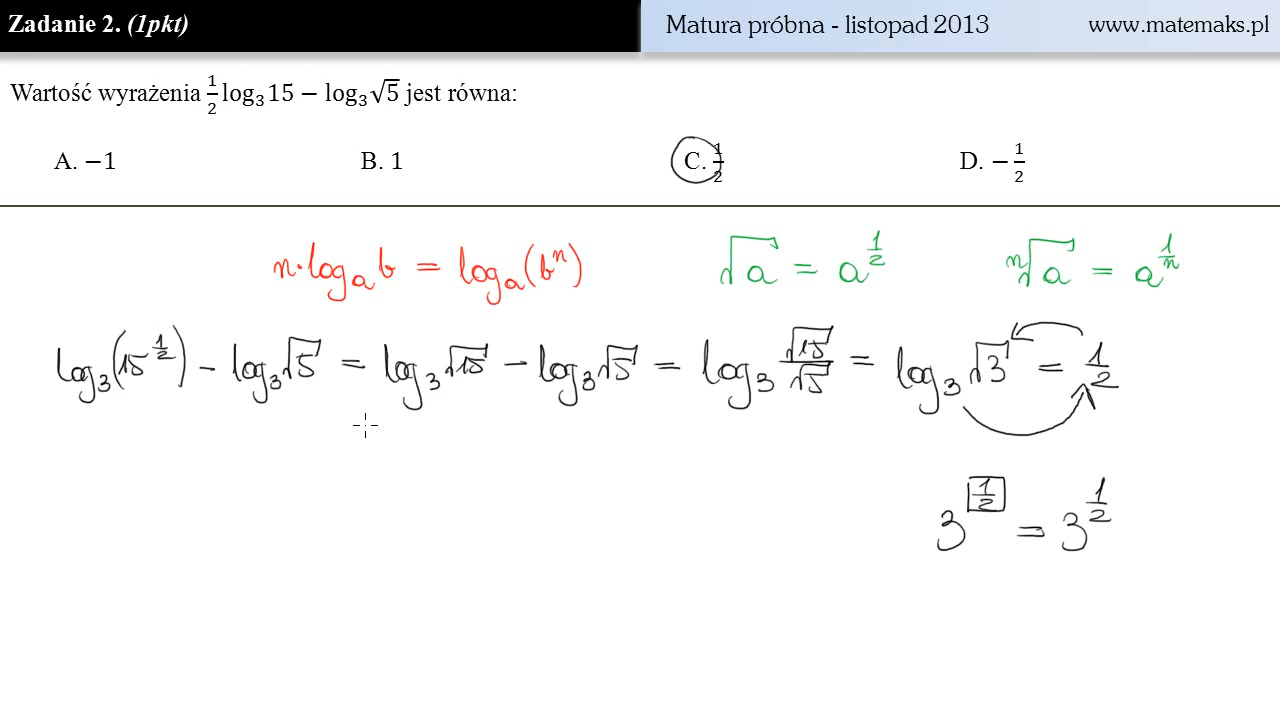 Zadanie 2. (1pkt)
Matura próbna - listopad 2013
www.matemaks.pl
Wartość wyrażenia 1/2 log₃ 15 − log₃ √5 jest równa:
A. −1 B. 1 C. 1/2 D. −1/2
n·logₐ b = logₐ(bⁿ) √a = a^(1/2) ⁿ√a = a^(1/n)
log₃(15^(1/2)) − log₃ √5 = log₃ √15 − log₃ √5 = log₃ √15/√5 = log₃ √3 = 1/2
3^(1/2) = 3^(1/2)